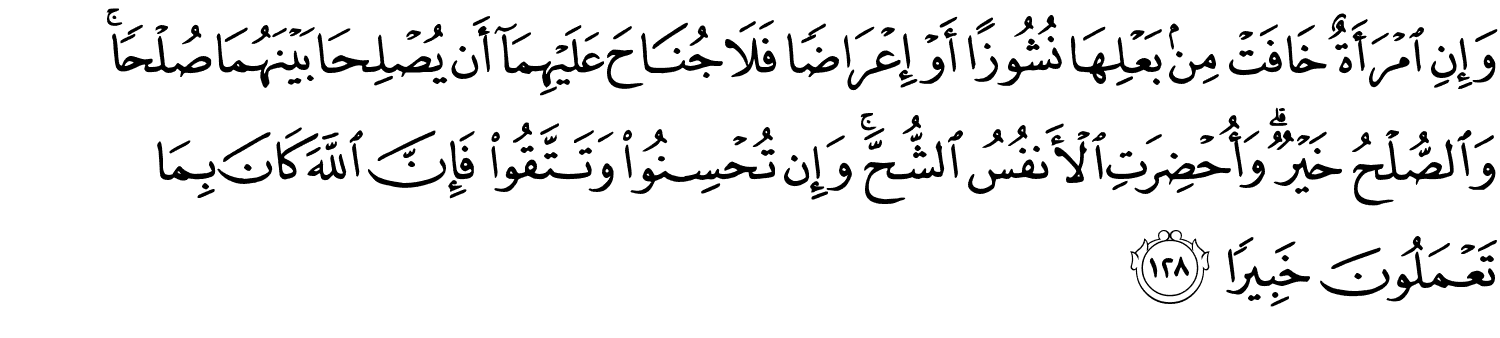 وَإِنِ ٱمْرَأَةٌ خَافَتْ مِنۢ بَعْلِهَا نُشُوزًا أَوْ إِعْرَاضًا فَلَا جُنَاحَ عَلَيْهِمَآ أَن يُصْلِحَا بَيْنَهُمَا صُلْحًا ۚ
وَٱلصُّلْحُ خَيْرٌ ۗ وَأُحْضِرَتِ ٱلْأَنفُسُ ٱلشُّحَّ ۚ وَإِن تُحْسِنُوا۟ وَتَتَّقُوا۟ فَإِنَّ ٱللَّهَ كَانَ بِمَا
تَعْمَلُونَ خَبِيرًا ١٢٨